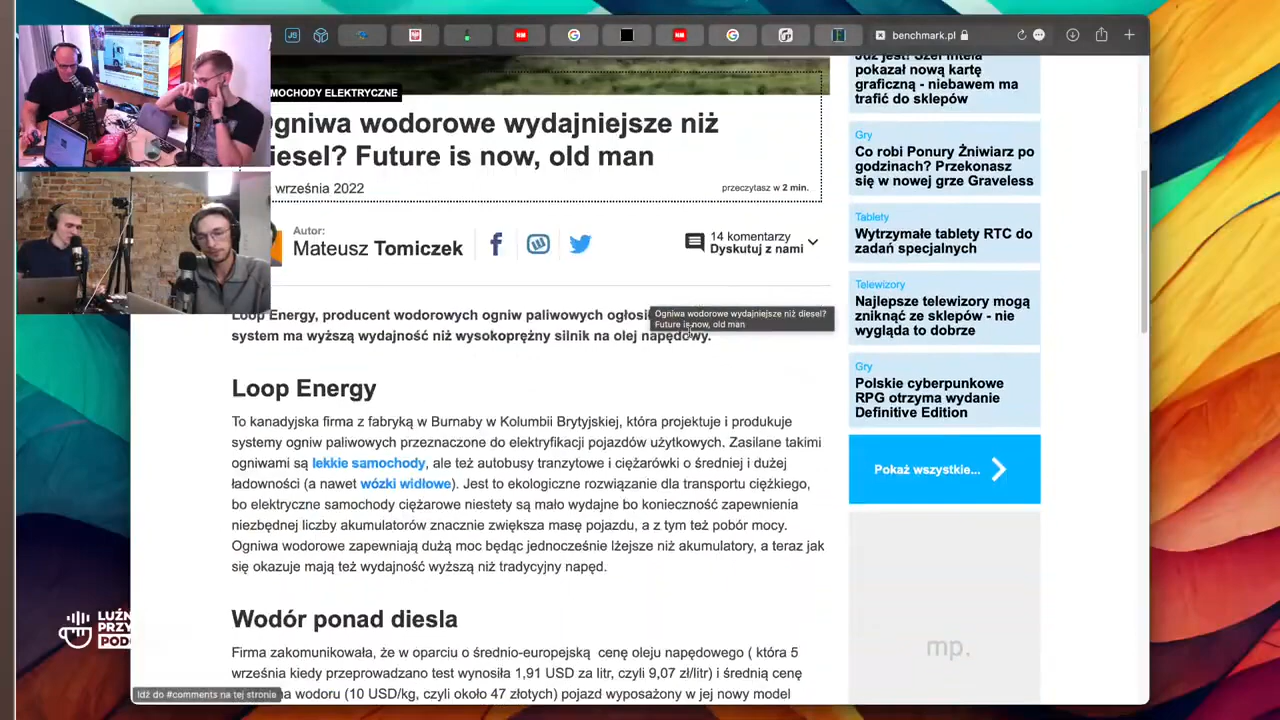 benchmark.pl
MOCHODY ELEKTRYCZNE
gniwa wodorowe wydajniejsze niż
iesel? Future is now, old man
września 2022
przeczytasz w 2 min.
Autor:
Mateusz Tomiczek
14 komentarzy
Dyskutuj z nami
Loop Energy, producent wodorowych ogniw paliwowych ogłosi
system ma wyższą wydajność niż wysokoprężny silnik na olej napędowy.
Ogniwa wodorowe wydajniejsze niż diesel?
Future is now, old man
Loop Energy
To kanadyjska firma z fabryką w Burnaby w Kolumbii Brytyjskiej, która projektuje i produkuje
systemy ogniw paliwowych przeznaczone do elektryfikacji pojazdów użytkowych. Zasilane takimi
ogniwami są lekkie samochody, ale też autobusy tranzytowe i ciężarówki o średniej i dużej
ładowności (a nawet wózki widłowe). Jest to ekologiczne rozwiązanie dla transportu ciężkiego,
bo elektryczne samochody ciężarowe niestety są mało wydajne bo konieczność zapewnienia
niezbędnej liczby akumulatorów znacznie zwiększa masę pojazdu, a z tym też pobór mocy.
Ogniwa wodorowe zapewniają dużą moc będąc jednocześnie lżejsze niż akumulatory, a teraz jak
się okazuje mają też wydajność wyższą niż tradycyjny napęd.
Wodór ponad diesla
Firma zakomunikowała, że w oparciu o średnio-europejską cenę oleju napędowego ( która 5
września kiedy przeprowadzano test wynosiła 1,91 USD za litr, czyli 9,07 zł/litr) i średnią cenę
na wodoru (10 USD/kg, czyli około 47 złotych) pojazd wyposażony w jej nowy model
Idź do #comments na tej stronie
Już jest! Szef Intela
pokazał nową kartę
graficzną - niebawem ma
trafić do sklepów
Gry
Co robi Ponury Żniwiarz po
godzinach? Przekonasz
się w nowej grze Graveless
Tablety
Wytrzymałe tablety RTC do
zadań specjalnych
Telewizory
Najlepsze telewizory mogą
zniknąć ze sklepów - nie
wygląda to dobrze
Gry
Polskie cyberpunkowe
RPG otrzyma wydanie
Definitive Edition
Pokaż wszystkie...
mp.
LUŹN
PRZY
PODC